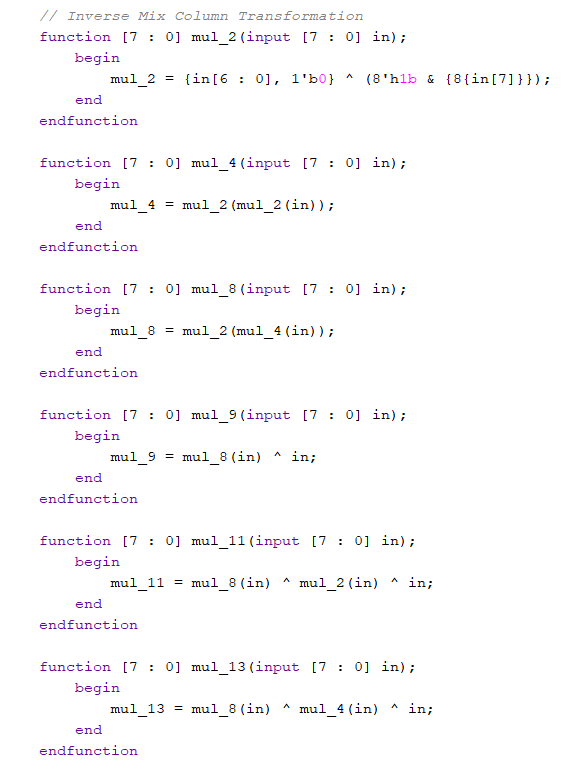 // Inverse Mix Column Transformation
function [7 : 0] mul_2(input [7 : 0] in);
begin
mul_2 = {in[6 : 0], 1'b0} ^ (8'h1b & {8{in[7]}});
end
endfunction
function [7 : 0] mul_4(input [7 : 0] in);
begin
mul_4 = mul_2(mul_2(in));
end
endfunction
function [7 : 0] mul_8(input [7 : 0] in);
begin
mul_8 = mul_2(mul_4(in));
end
endfunction
function [7 : 0] mul_9(input [7 : 0] in);
begin
mul_9 = mul_8(in) ^ in;
end
endfunction
function [7 : 0] mul_11(input [7 : 0] in);
begin
mul_11 = mul_8(in) ^ mul_2(in) ^ in;
end
endfunction
function [7 : 0] mul_13(input [7 : 0] in);
begin
mul_13 = mul_8(in) ^ mul_4(in) ^ in;
end
endfunction